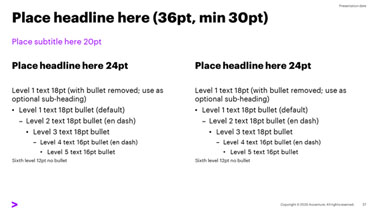 Presentation date
Place headline here (36pt, min 30pt)
Place subtitle here 20pt
Place headline here 24pt
Level 1 text 18pt (with bullet removed; use as
optional sub-heading)
• Level 1 text 18pt bullet (default)
– Level 2 text 18pt bullet (en dash)
• Level 3 text 18pt bullet
– Level 4 text 16pt bullet (en dash)
• Level 5 text 16pt bullet
Sixth level 12pt no bullet
Place headline here 24pt
Level 1 text 18pt (with bullet removed; use as
optional sub-heading)
• Level 1 text 18pt bullet (default)
– Level 2 text 18pt bullet (en dash)
• Level 3 text 18pt bullet
– Level 4 text 16pt bullet (en dash)
• Level 5 text 16pt bullet
Sixth level 12pt no bullet
>
Copyright © 2020 Accenture. All rights reserved.